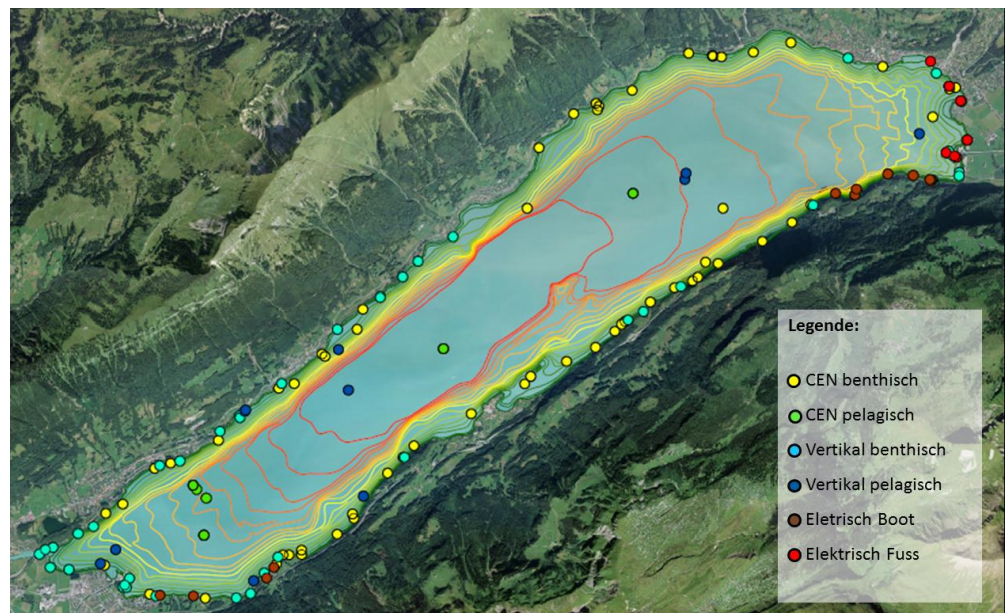 Legende:
CEN benthisch
CEN pelagisch
Vertikal benthisch
Vertikal pelagisch
Eletrisch Boot
Elektrisch Fuss